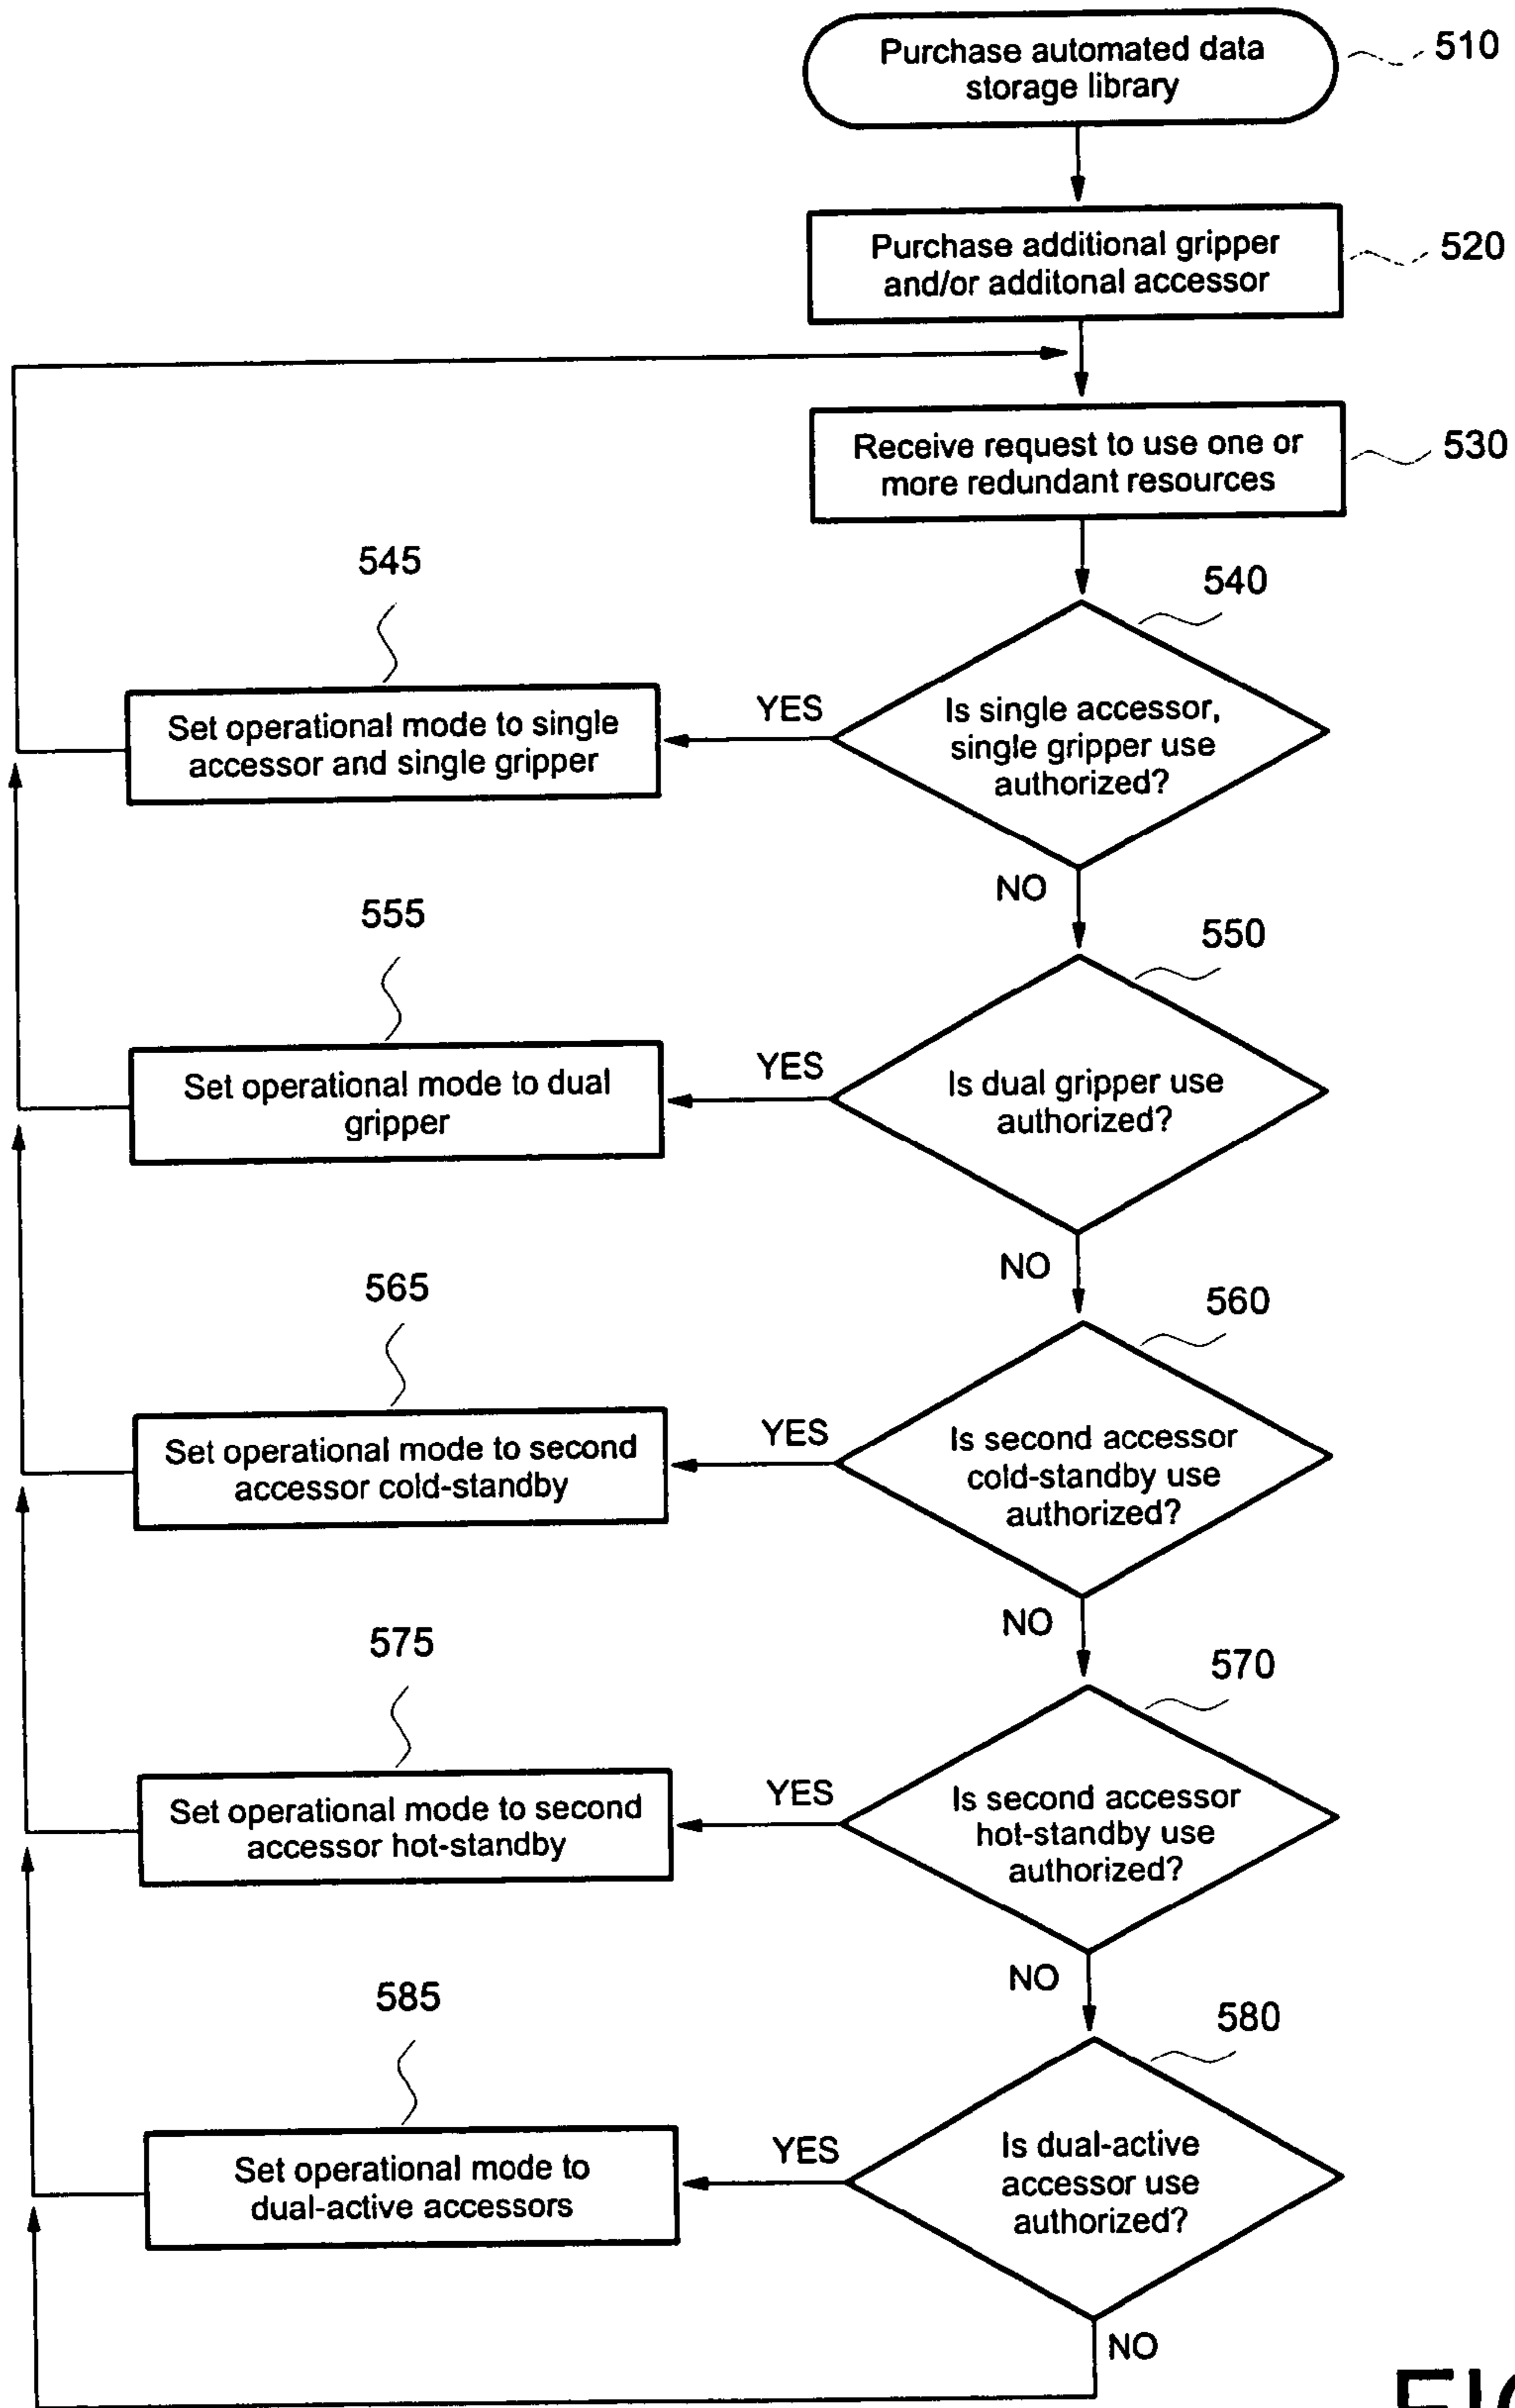 Purchase automated data
storage library
510
Purchase additional gripper
and/or additonal accessor
520
Receive request to use one or
more redundant resources
530
545
540
Set operational mode to single
accessor and single gripper
YES
Is single accessor,
single gripper use
authorized?
NO
555
550
Set operational mode to dual
gripper
YES
Is dual gripper use
authorized?
NO
565
560
Set operational mode to second
accessor cold-standby
YES
Is second accessor
cold-standby use
authorized?
NO
575
570
Set operational mode to second
accessor hot-standby
YES
Is second accessor
hot-standby use
authorized?
NO
585
580
Set operational mode to
dual-active accessors
YES
Is dual-active
accessor use
authorized?
NO